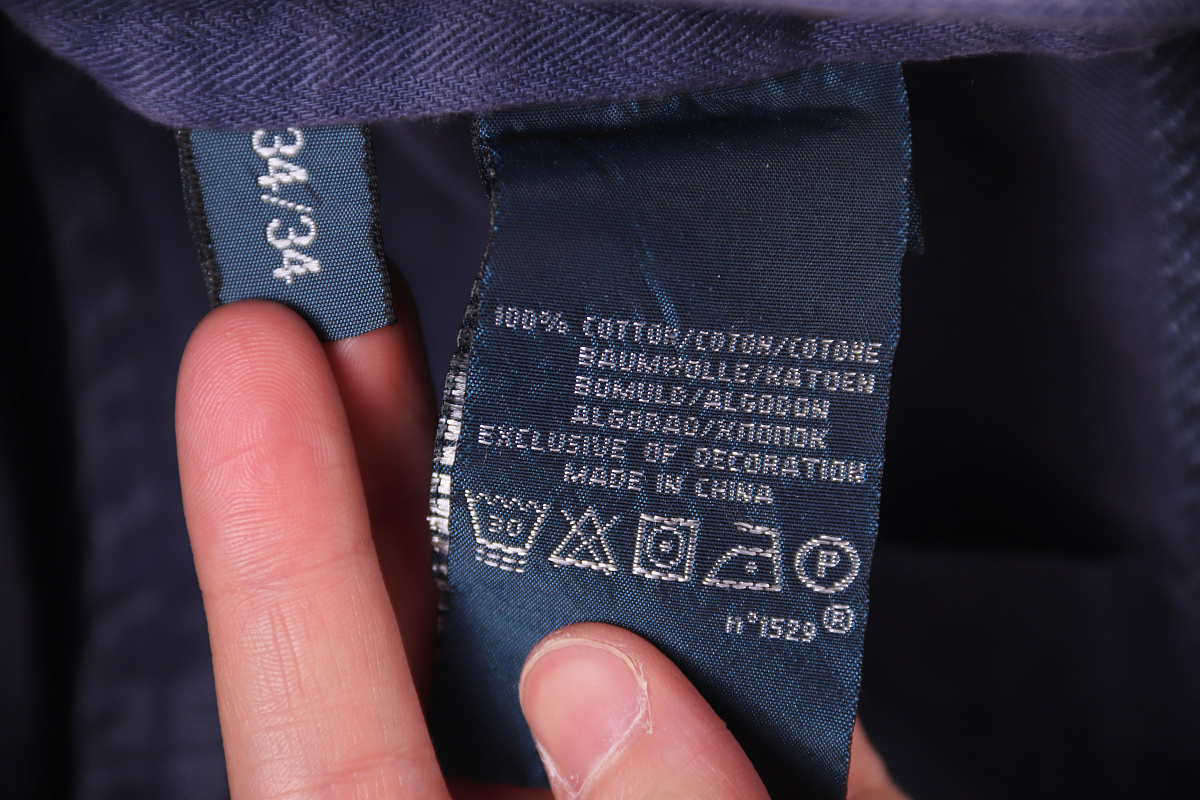 34/34
100% COTTON/COTON/COTONE
BAUMWOLLE/KATOEN
BOMULD/ALGODON
ALGODAO/ХЛОПОК
EXCLUSIVE OF DECORATION
MADE IN CHINA
30
P
n°1529®